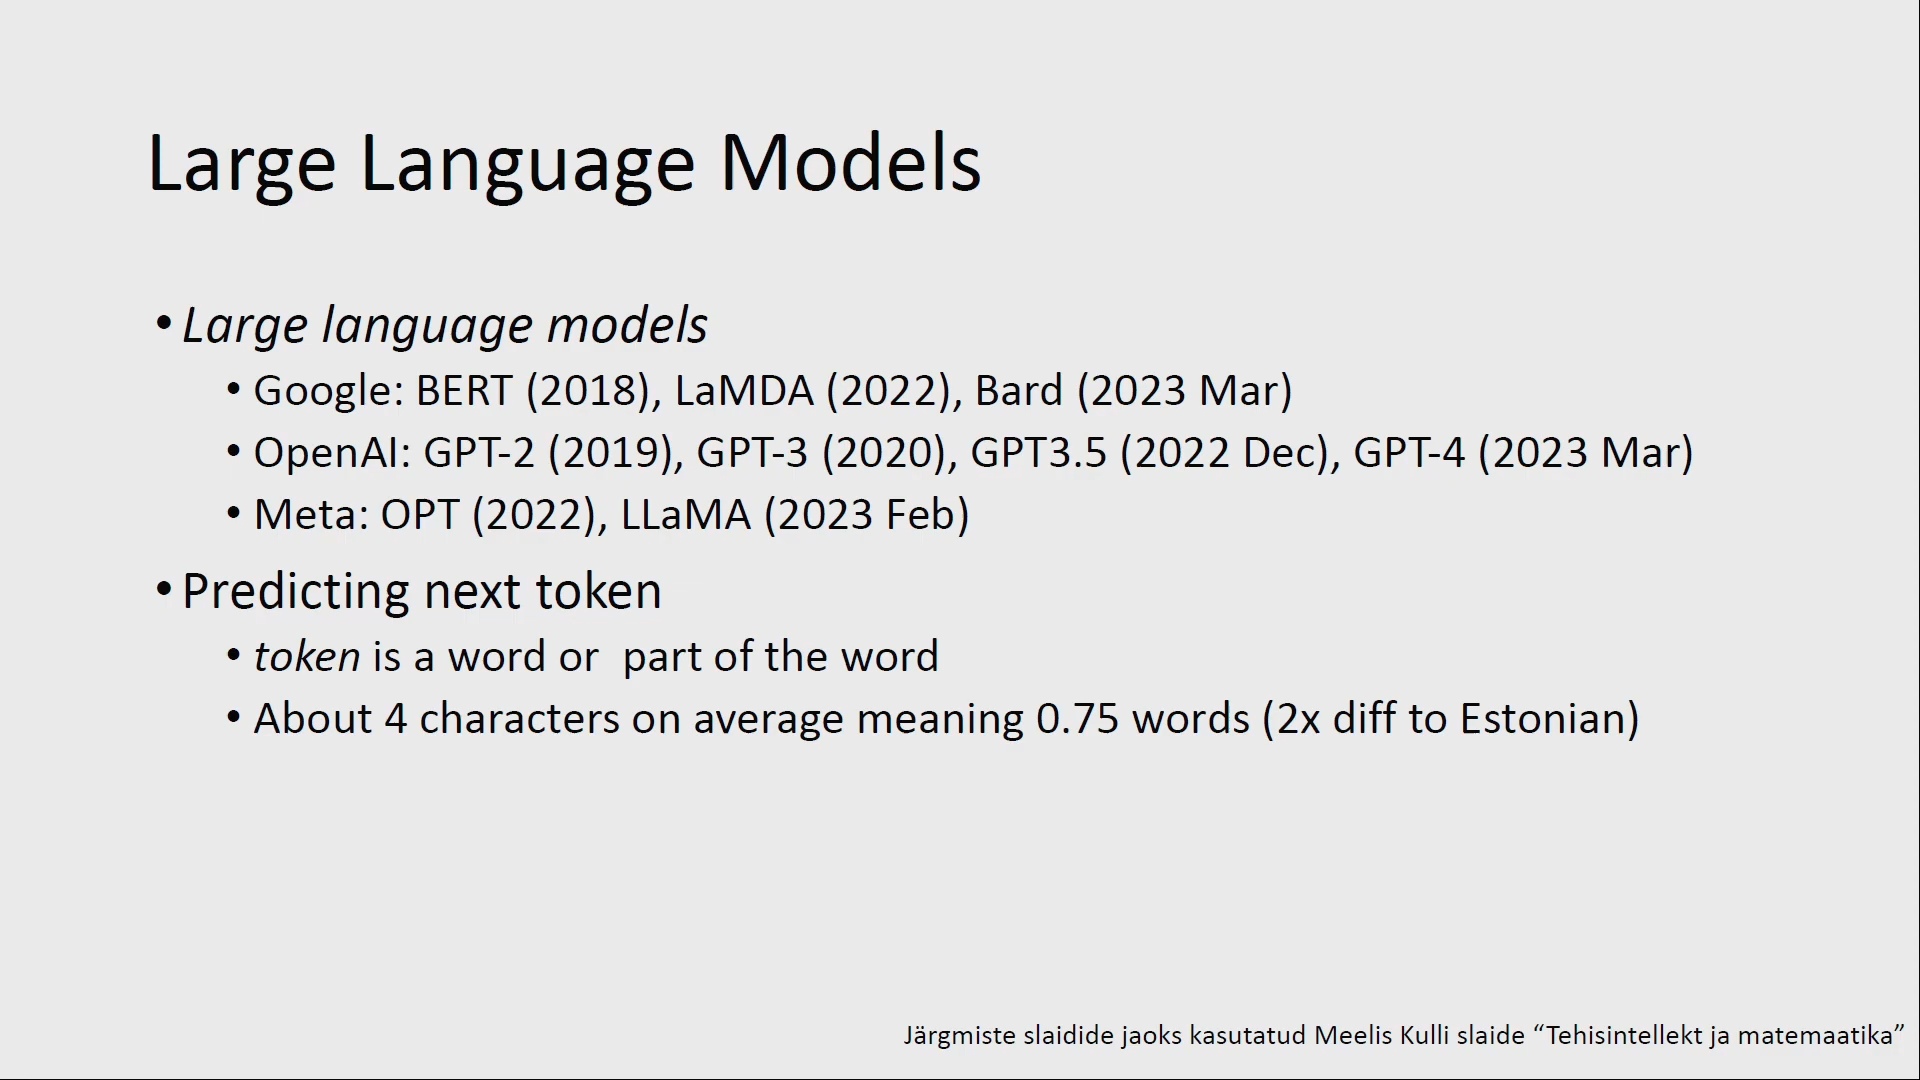 Large Language Models
• Large language models
• Google: BERT (2018), LaMDA (2022), Bard (2023 Mar)
• OpenAI: GPT-2 (2019), GPT-3 (2020), GPT3.5 (2022 Dec), GPT-4 (2023 Mar)
• Meta: OPT (2022), LLaMA (2023 Feb)
• Predicting next token
• token is a word or  part of the word
• About 4 characters on average meaning 0.75 words (2x diff to Estonian)
Järgmiste slaidide jaoks kasutatud Meelis Kulli slaide “Tehisintellekt ja matemaatika”